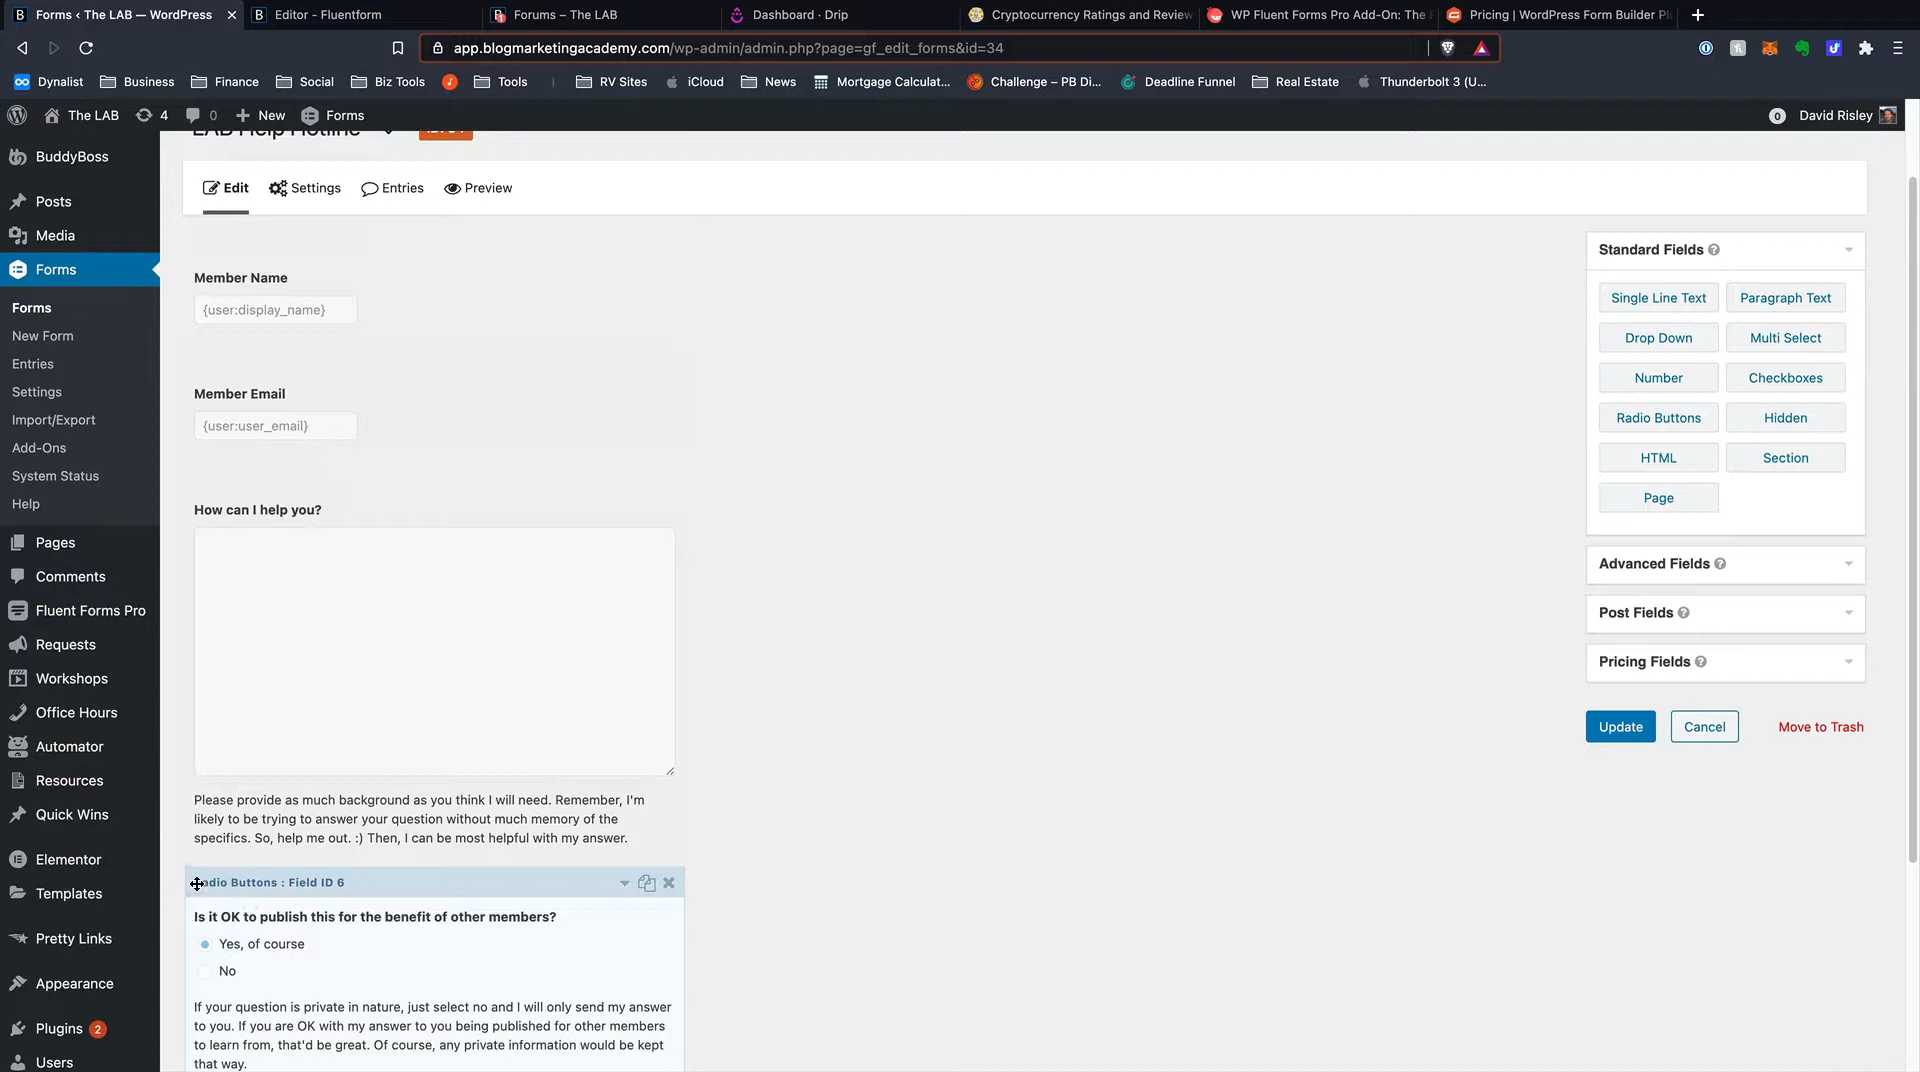 Forms ‹ The LAB — WordPress
Editor - Fluentform
Forums – The LAB
Dashboard · Drip
Cryptocurrency Ratings and Review
WP Fluent Forms Pro Add-On: The
Pricing | WordPress Form Builder Pl
app.blogmarketingacademy.com/wp-admin/admin.php?page=gf_edit_forms&id=34
Dynalist
Business
Finance
Social
Biz Tools
Tools
RV Sites
iCloud
News
Mortgage Calculat...
Challenge – PB Di...
Deadline Funnel
Real Estate
Thunderbolt 3 (U...
The LAB
4
0
New
Forms
0
David Risley
LAB Help Hotline
BuddyBoss
Posts
Media
Forms
Forms
New Form
Entries
Settings
Import/Export
Add-Ons
System Status
Help
Pages
Comments
Fluent Forms Pro
Requests
Workshops
Office Hours
Automator
Resources
Quick Wins
Elementor
Templates
Pretty Links
Appearance
Plugins 2
Users
Edit
Settings
Entries
Preview
Member Name
{user:display_name}
Member Email
{user:user_email}
How can I help you?
Please provide as much background as you think I will need. Remember, I'm
likely to be trying to answer your question without much memory of the
specifics. So, help me out. :) Then, I can be most helpful with my answer.
adio Buttons : Field ID 6
Is it OK to publish this for the benefit of other members?
Yes, of course
No
If your question is private in nature, just select no and I will only send my answer
to you. If you are OK with my answer to you being published for other members
to learn from, that'd be great. Of course, any private information would be kept
that way.
Standard Fields
Single Line Text
Paragraph Text
Drop Down
Multi Select
Number
Checkboxes
Radio Buttons
Hidden
HTML
Section
Page
Advanced Fields
Post Fields
Pricing Fields
Update
Cancel
Move to Trash